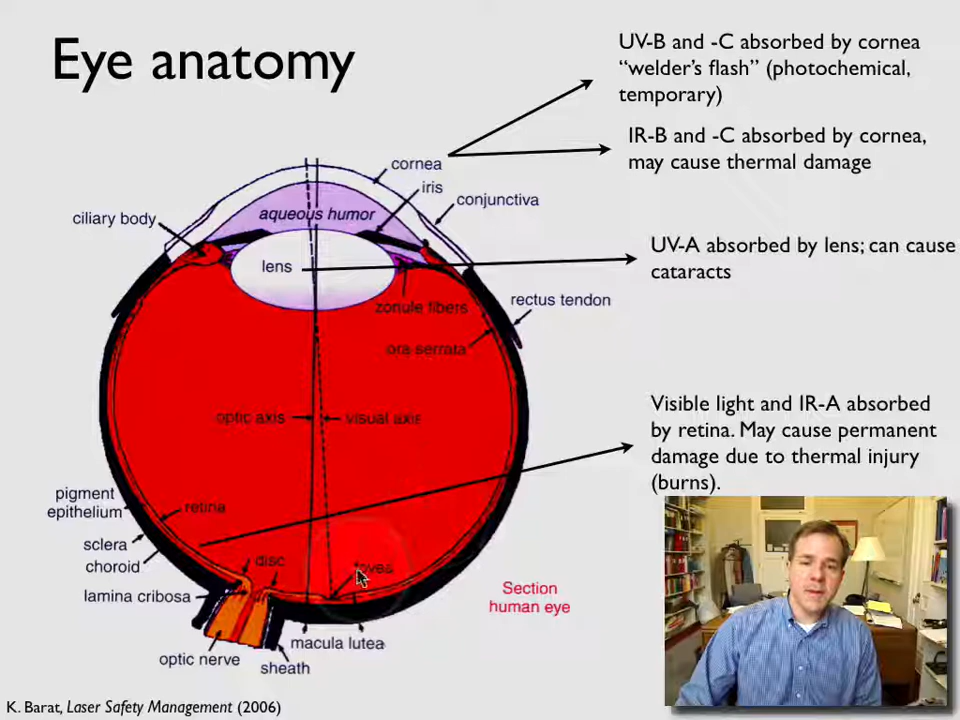 Eye anatomy
UV-B and -C absorbed by cornea
“welder’s flash” (photochemical,
temporary)
IR-B and -C absorbed by cornea,
may cause thermal damage
cornea
iris
conjunctiva
ciliary body
aqueous humor
lens
UV-A absorbed by lens; can cause
cataracts
zonule fibers
rectus tendon
ora serrata
optic axis
visual axis
Visible light and IR-A absorbed
by retina. May cause permanent
damage due to thermal injury
(burns).
pigment
epithelium
retina
sclera
choroid
disc
lamina cribosa
Section
human eye
macula lutea
optic nerve
sheath
K. Barat, Laser Safety Management (2006)